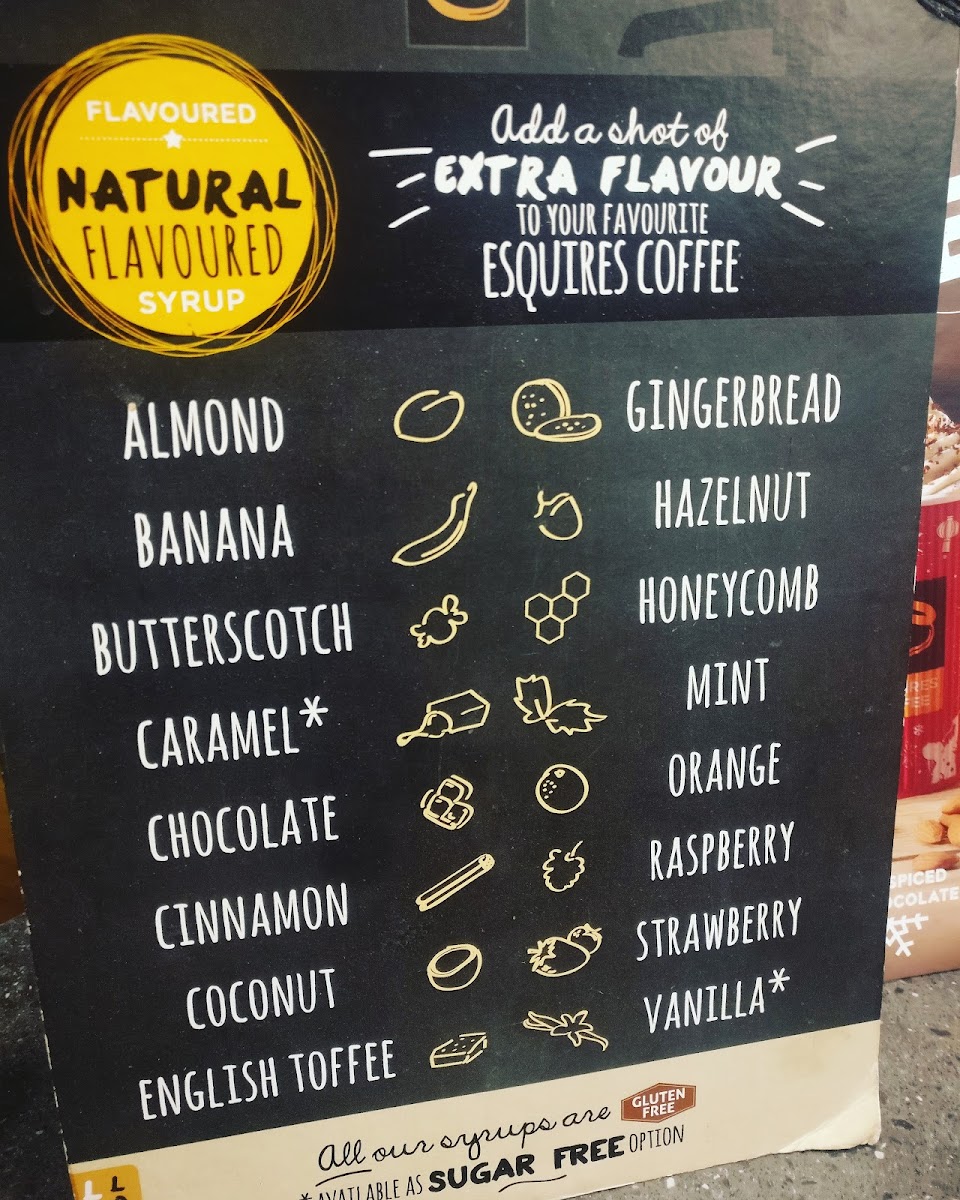 FLAVOURED
NATURAL
FLAVOURED
SYRUP
Add a shot of
EXTRA FLAVOUR
TO YOUR FAVOURITE
ESQUIRES COFFEE
ALMOND
BANANA
BUTTERSCOTCH
CARAMEL*
CHOCOLATE
CINNAMON
COCONUT
ENGLISH TOFFEE
GINGERBREAD
HAZELNUT
HONEYCOMB
MINT
ORANGE
RASPBERRY
STRAWBERRY
VANILLA*
All our syrups are GLUTEN FREE
*AVAILABLE AS SUGAR FREE OPTION